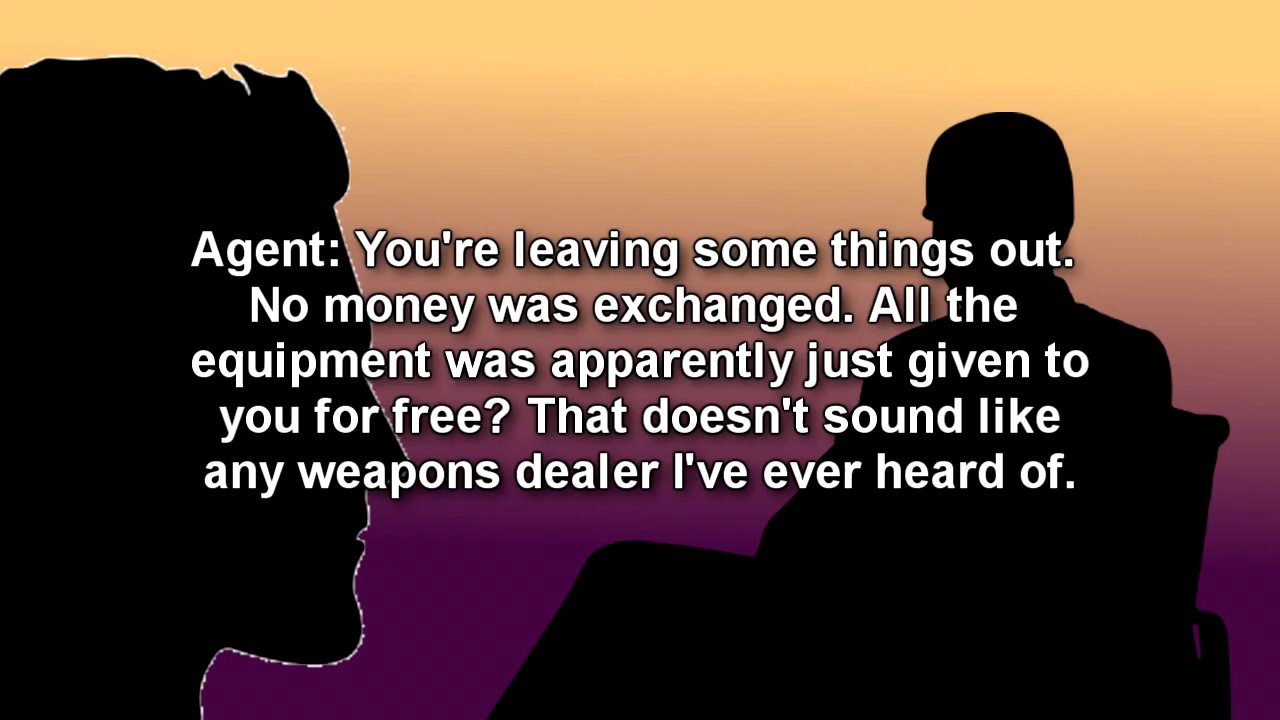 Agent: You're leaving some things out.
No money was exchanged. All the
equipment was apparently just given to
you for free? That doesn't sound like
any weapons dealer I've ever heard of.